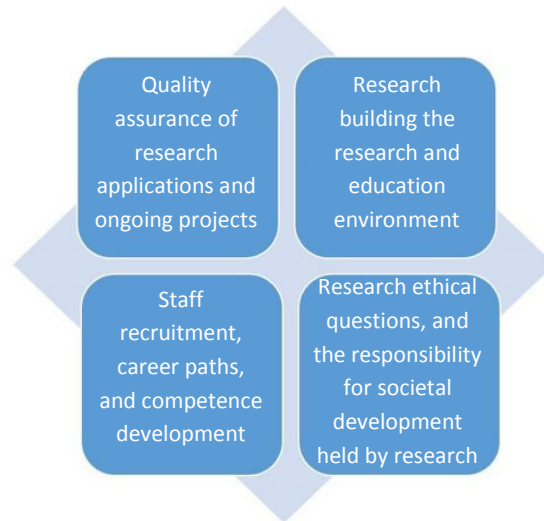 Quality
assurance of
research
applications and
ongoing projects
Research
building the
research and
education
environment
Staff
recruitment,
career paths,
and competence
development
Research ethical
questions, and
the responsibility
for societal
development
held by research